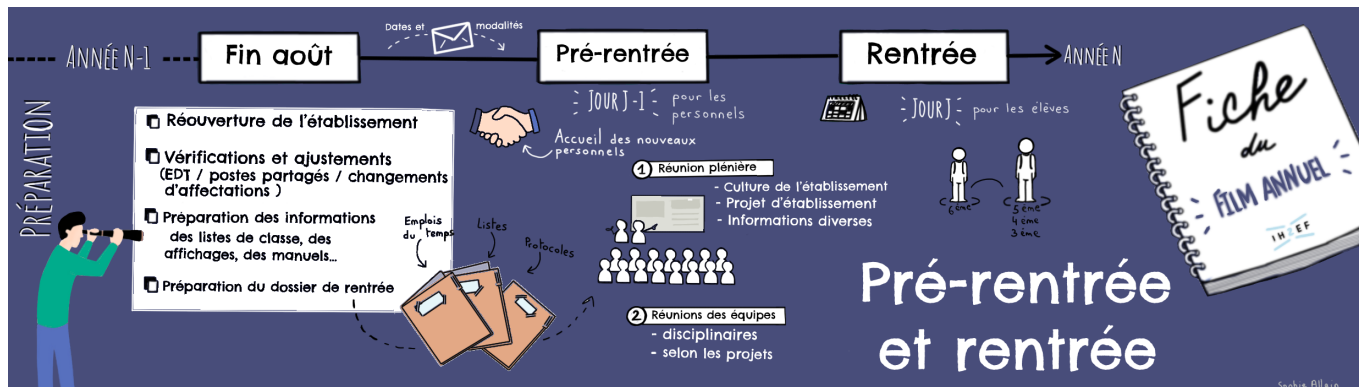 ANNÉE N-1
Fin août
Dates et modalités
Pré-rentrée
Rentrée
ANNÉE N
PRÉPARATION
Réouverture de l'établissement
Vérifications et ajustements
(EDT / postes partagés / changements
d'affectations )
Préparation des informations
des listes de classe, des
affichages, des manuels...
Préparation du dossier de rentrée
Emplois
du temps
Listes
Protocoles
JOUR J-1 pour les
personnels
Accueil des nouveaux
personnels
1 Réunion plénière
- Culture de l'établissement
- Projet d'établissement
- Informations diverses
2 Réunions des équipes
- disciplinaires
- selon les projets
JOUR J pour les élèves
6ème
5ème
4ème
3ème
Fiche
du
FILM ANNUEL
IH2EF
Pré-rentrée
et rentrée
Sophie Allain